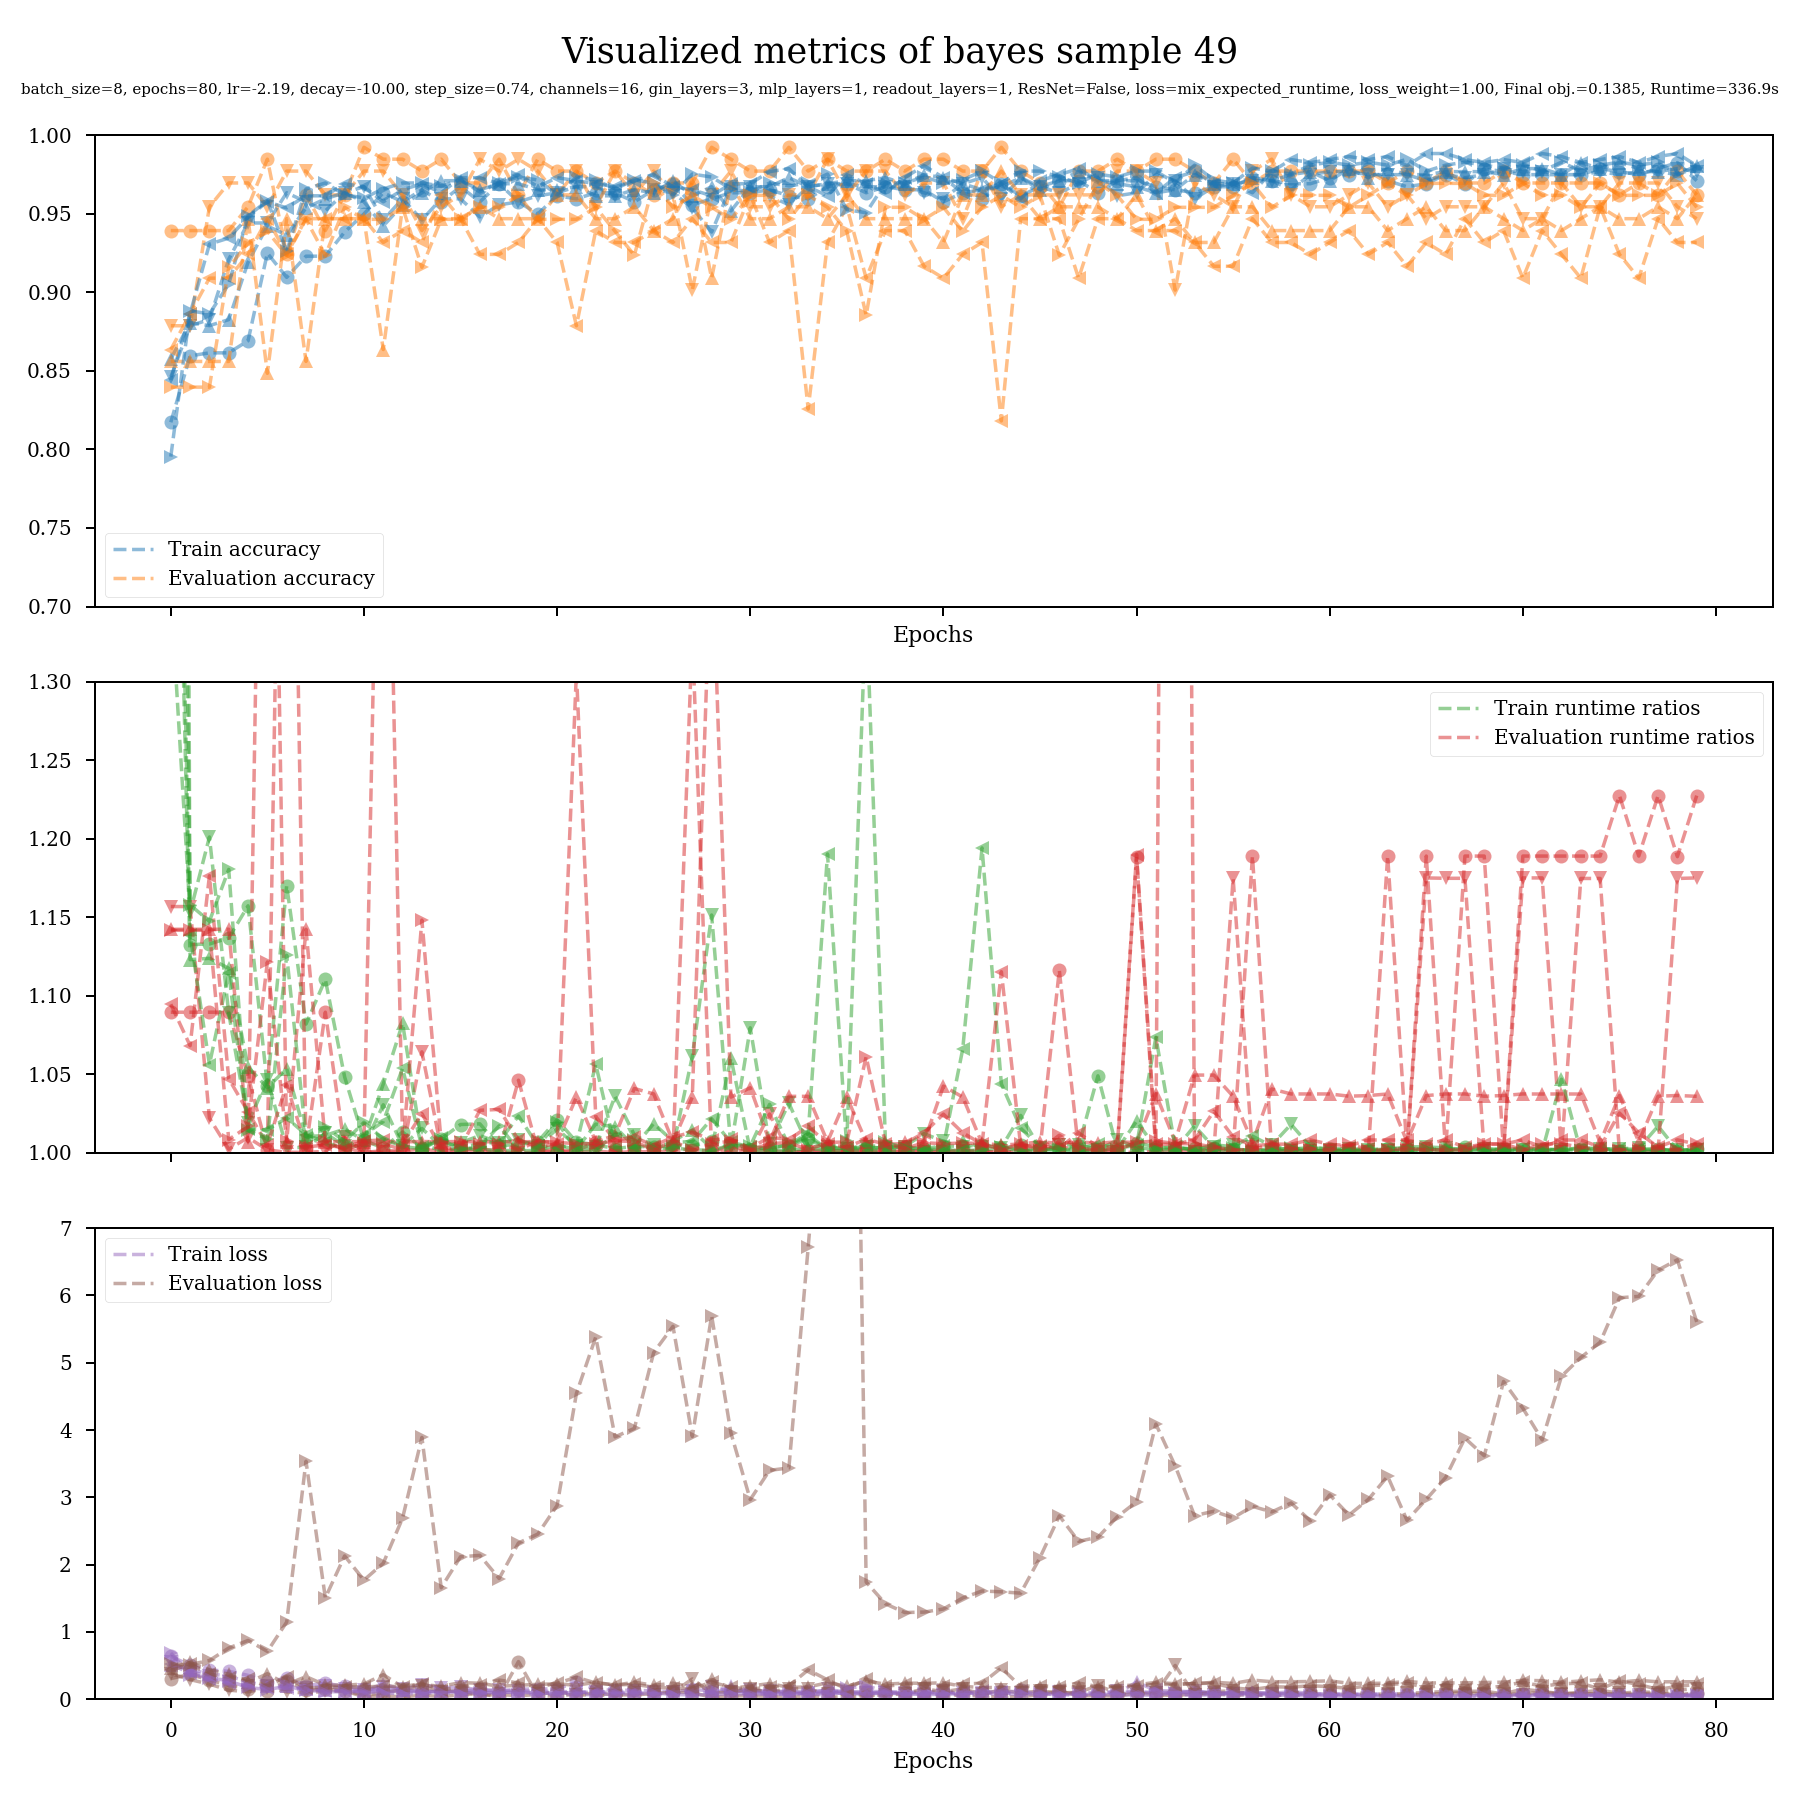 Visualized metrics of bayes sample 49
batch_size=8, epochs=80, lr=-2.19, decay=-10.00, step_size=0.74, channels=16, gin_layers=3, mlp_layers=1, readout_layers=1, ResNet=False, loss=mix_expected_runtime, loss_weight=1.00, Final obj.=0.1385, Runtime=336.9s
1.00
0.95
0.90
0.85
0.80
0.75
0.70
Train accuracy
Evaluation accuracy
Epochs
1.30
1.25
1.20
1.15
1.10
1.05
1.00
Train runtime ratios
Evaluation runtime ratios
Epochs
7
6
5
4
3
2
1
0
Train loss
Evaluation loss
0 10 20 30 40 50 60 70 80
Epochs